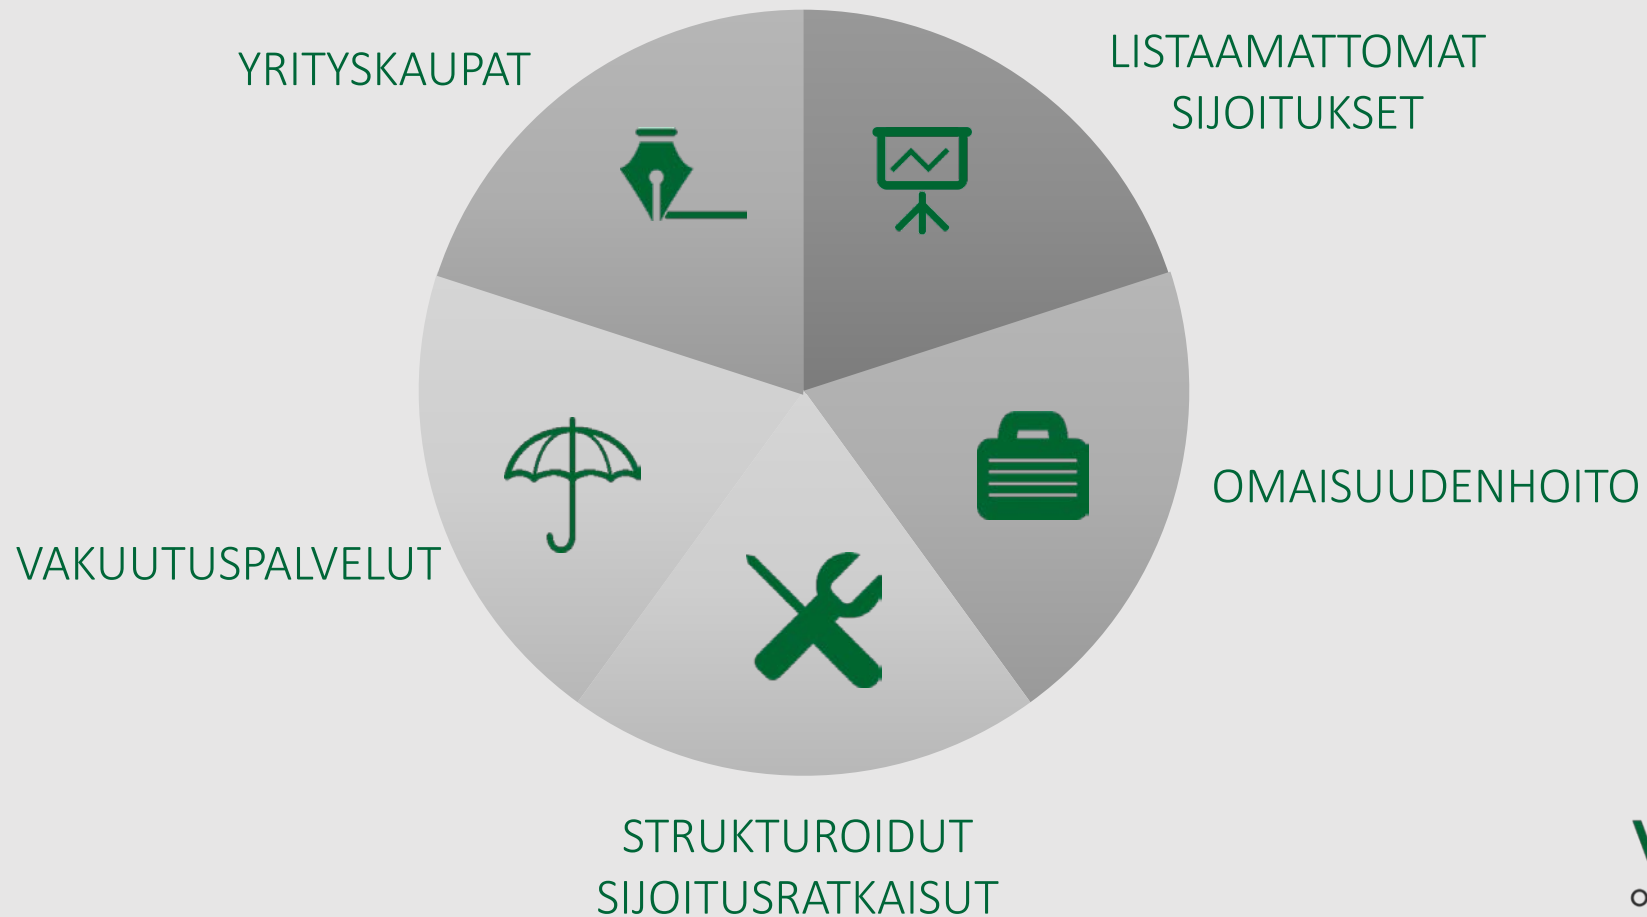 YRITYSKAUPAT
LISTAAMATTOMAT
SIJOITUKSET
OMAISUUDENHOITO
VAKUUTUSPALVELUT
STRUKTUROIDUT
SIJOITUSRATKAISUT